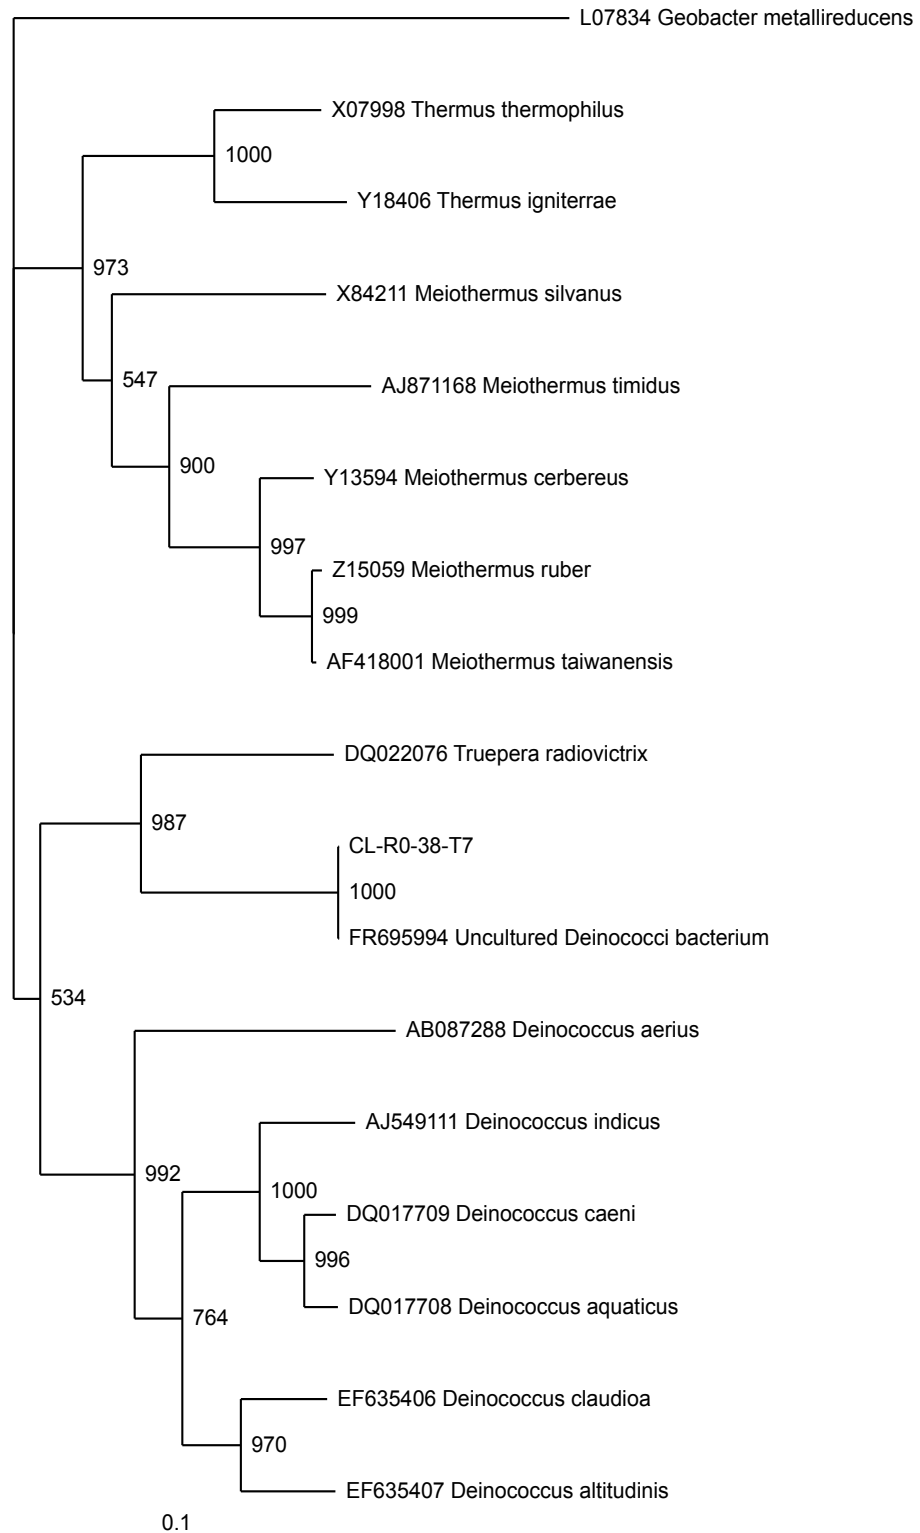 L07834 Geobacter metallireducens
X07998 Thermus thermophilus
1000
Y18406 Thermus igniterrae
973
X84211 Meiothermus silvanus
547
AJ871168 Meiothermus timidus
900
Y13594 Meiothermus cerbereus
997
Z15059 Meiothermus ruber
999
AF418001 Meiothermus taiwanensis
DQ022076 Truepera radiovictrix
987
CL-R0-38-T7
1000
FR695994 Uncultured Deinococci bacterium
534
AB087288 Deinococcus aerius
AJ549111 Deinococcus indicus
992
1000
DQ017709 Deinococcus caeni
996
DQ017708 Deinococcus aquaticus
764
EF635406 Deinococcus claudioa
970
EF635407 Deinococcus altitudinis
0.1